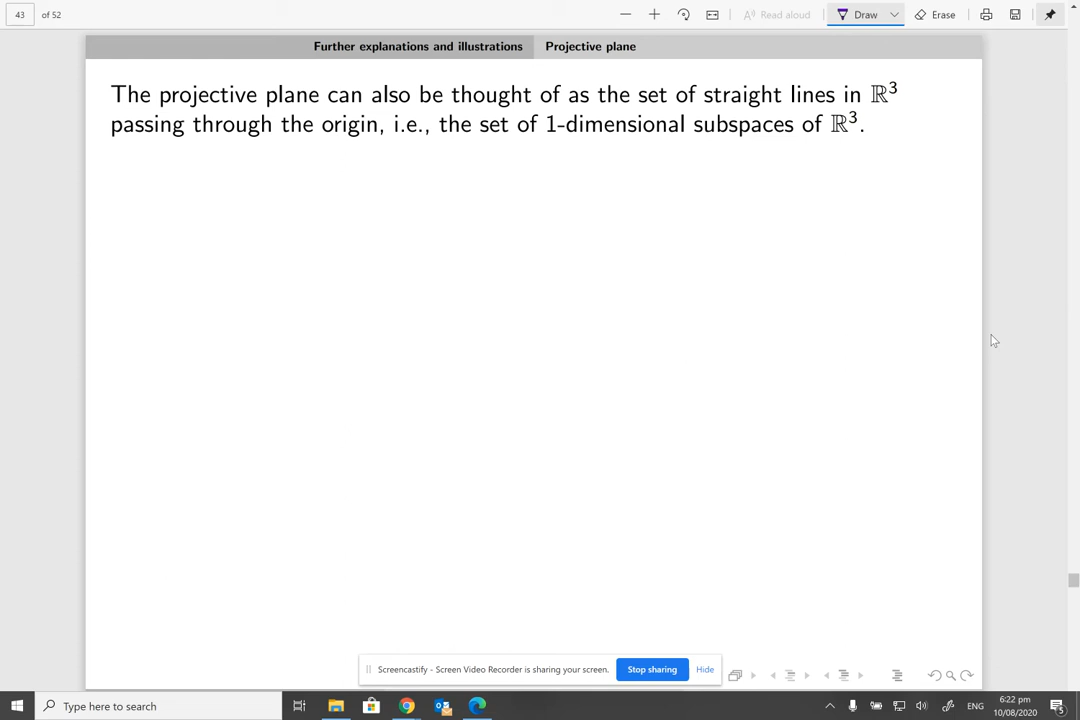 43 of 52 Read aloud Draw Erase
Further explanations and illustrations Projective plane
The projective plane can also be thought of as the set of straight lines in ℝ³
passing through the origin, i.e., the set of 1-dimensional subspaces of ℝ³.
Screencastify - Screen Video Recorder is sharing your screen. Stop sharing Hide
Type here to search ENG 6:22 pm
10/08/2020 5